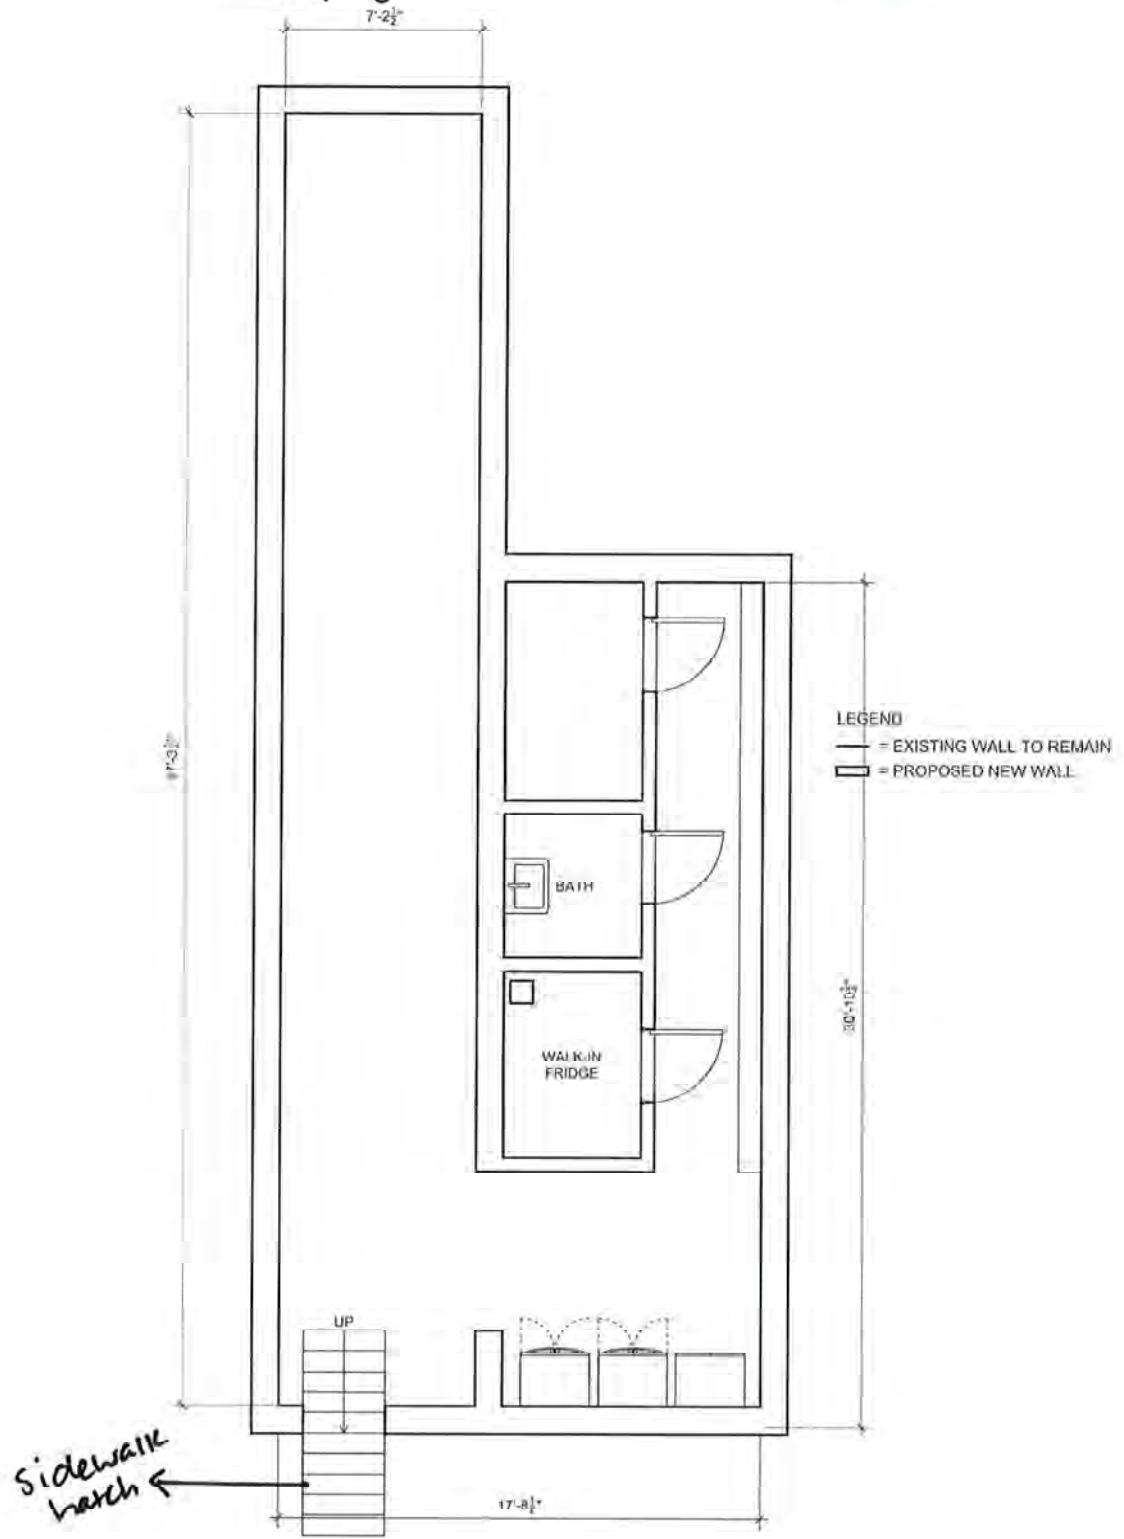 7'-2½"
LEGEND
= EXISTING WALL TO REMAIN
= PROPOSED NEW WALL
BATH
WALK-IN
FRIDGE
UP
sidewalk
hatch
17'-8½"